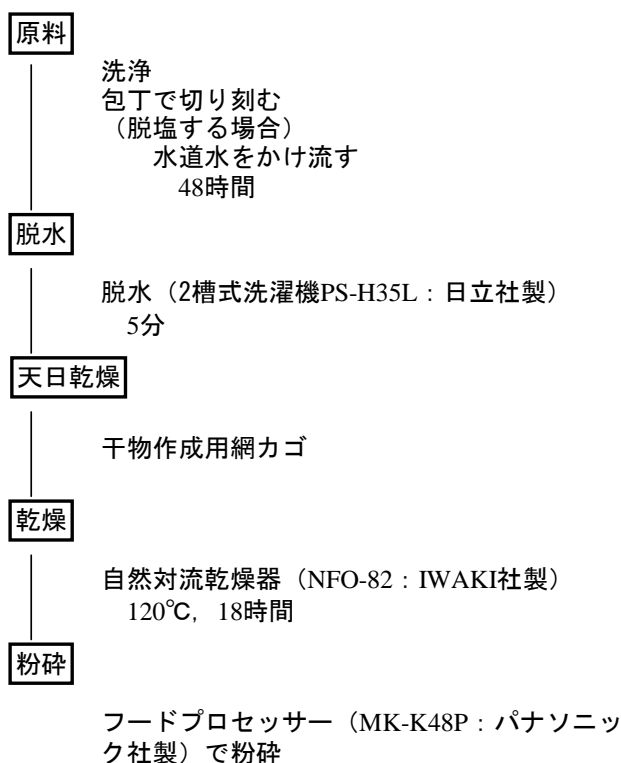 原料
洗浄
包丁で切り刻む
（脱塩する場合）
水道水をかけ流す
48時間
脱水
脱水（2槽式洗濯機PS-H35L：日立社製）
5分
天日乾燥
干物作成用網カゴ
乾燥
自然対流乾燥器（NFO-82：IWAKI社製）
120℃，18時間
粉砕
フードプロセッサー（MK-K48P：パナソニッ
ク社製）で粉砕